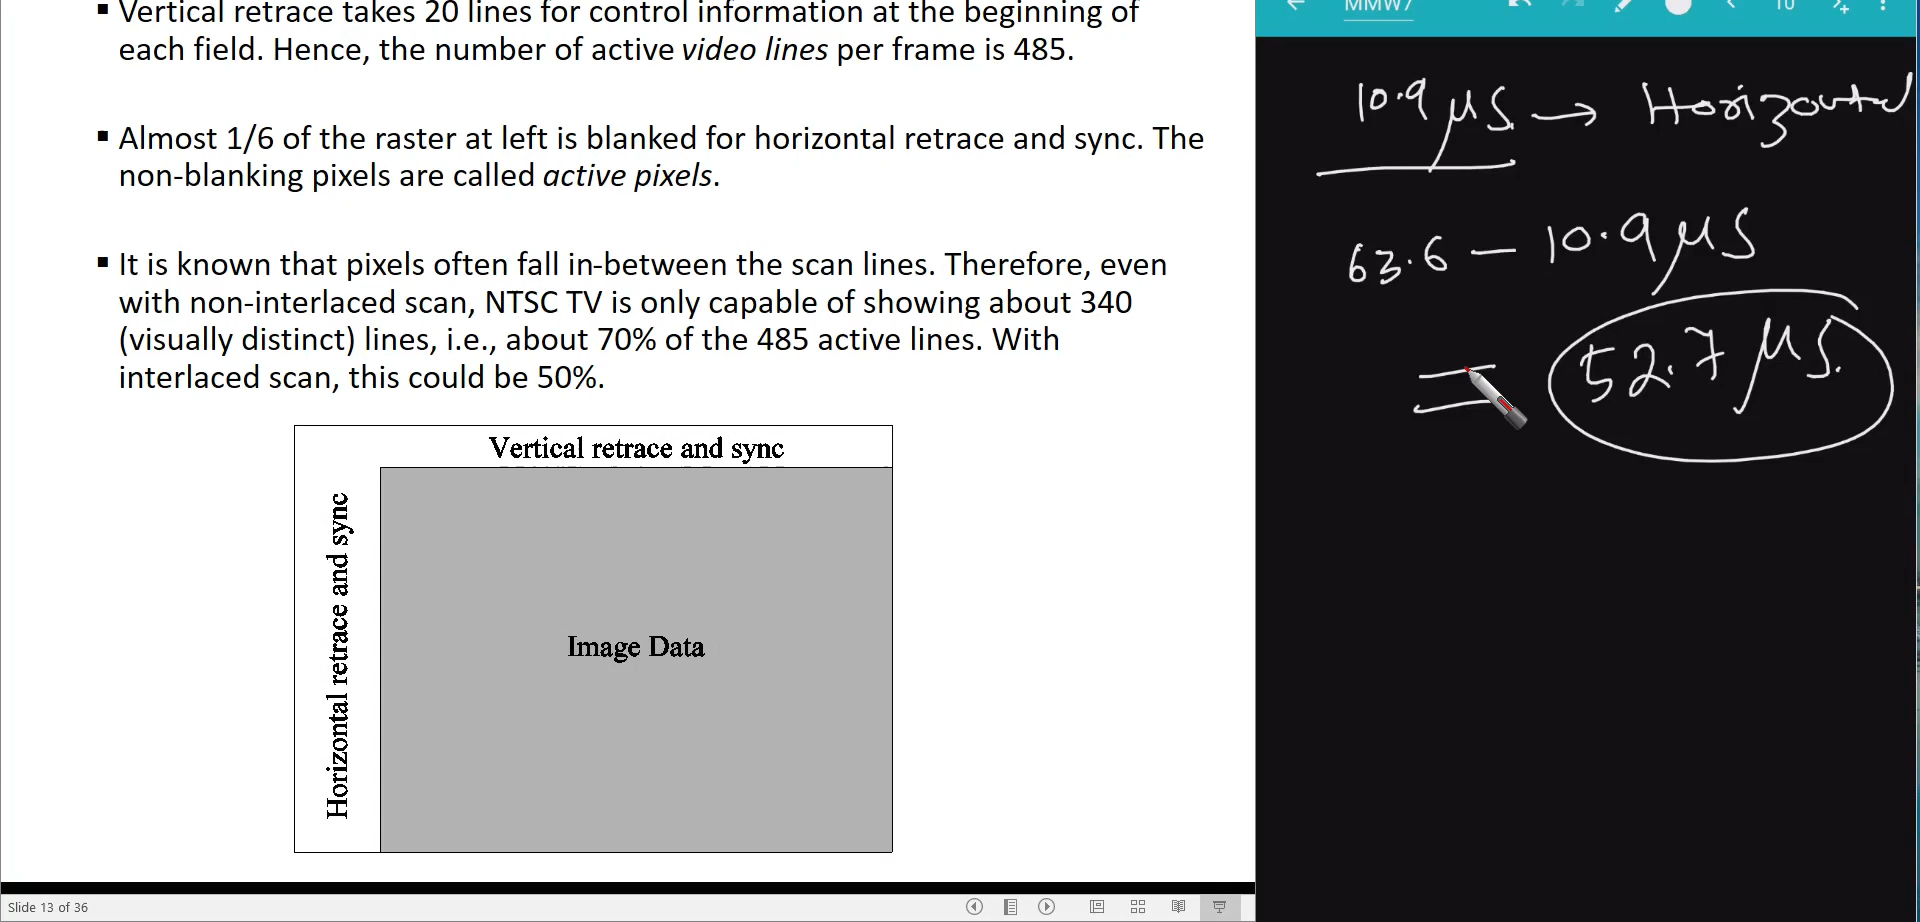 ▪ Vertical retrace takes 20 lines for control information at the beginning of
each field. Hence, the number of active video lines per frame is 485.
▪ Almost 1/6 of the raster at left is blanked for horizontal retrace and sync. The
non-blanking pixels are called active pixels.
▪ It is known that pixels often fall in-between the scan lines. Therefore, even
with non-interlaced scan, NTSC TV is only capable of showing about 340
(visually distinct) lines, i.e., about 70% of the 485 active lines. With
interlaced scan, this could be 50%.
Vertical retrace and sync
Horizontal retrace and sync
Image Data
Slide 13 of 36
MMW7
10
10.9 μs. → Horizontal
63.6 – 10.9 μs
= 52.7 μs.